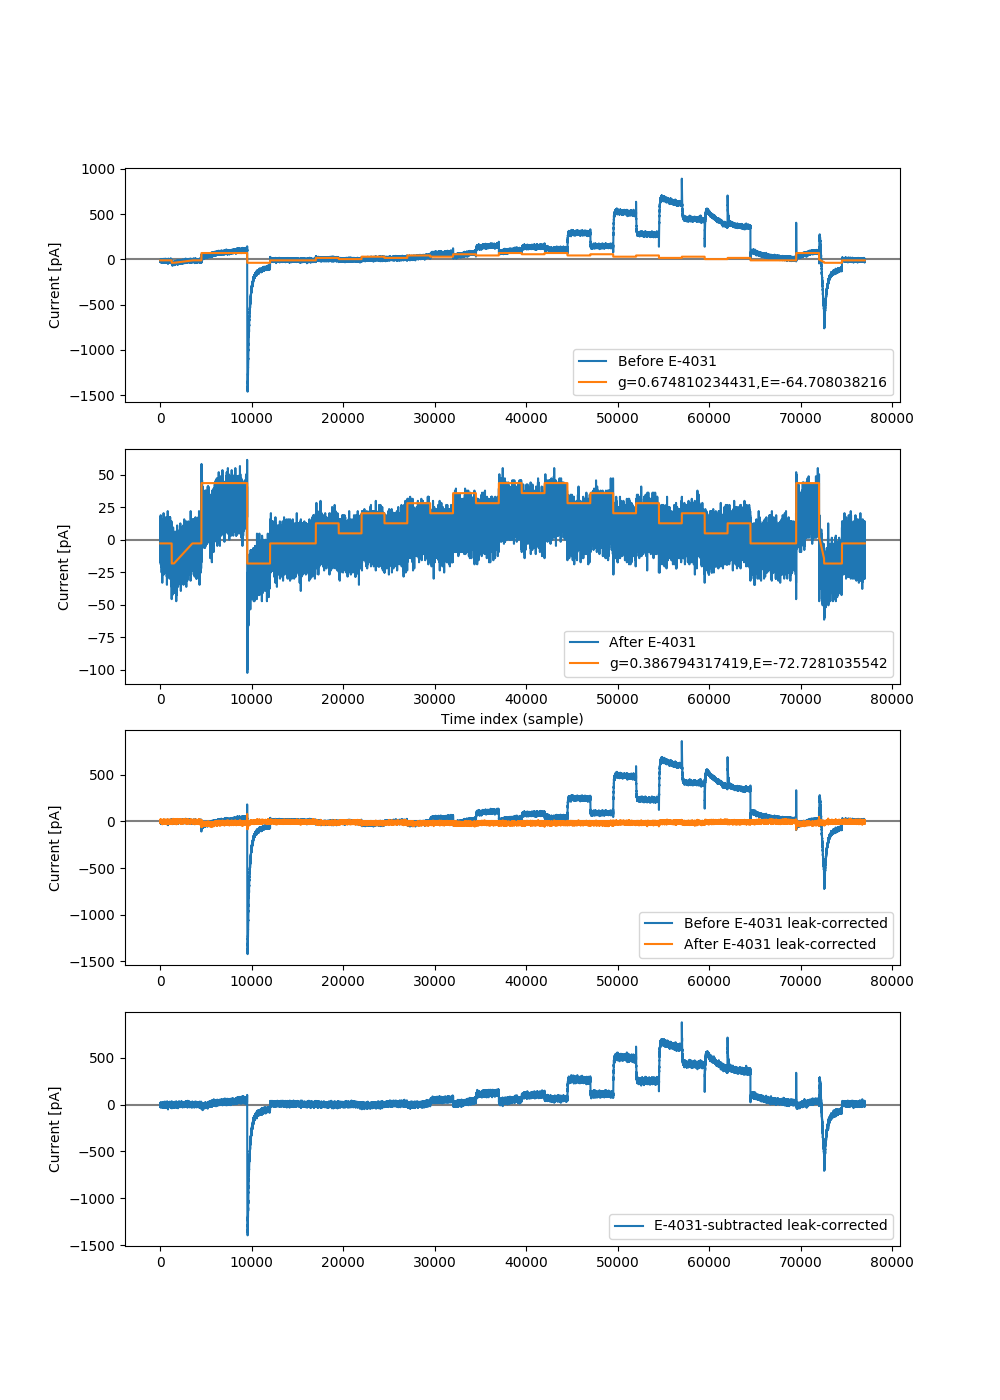 1000
500
0
−500
−1000
−1500
Current [pA]
Before E-4031
g=0.674810234431,E=-64.708038216
0 10000 20000 30000 40000 50000 60000 70000 80000
50
25
0
−25
−50
−75
−100
Current [pA]
After E-4031
g=0.386794317419,E=-72.7281035542
0 10000 20000 30000 40000 50000 60000 70000 80000
Time index (sample)
500
0
−500
−1000
−1500
Current [pA]
Before E-4031 leak-corrected
After E-4031 leak-corrected
0 10000 20000 30000 40000 50000 60000 70000 80000
500
0
−500
−1000
−1500
Current [pA]
E-4031-subtracted leak-corrected
0 10000 20000 30000 40000 50000 60000 70000 80000